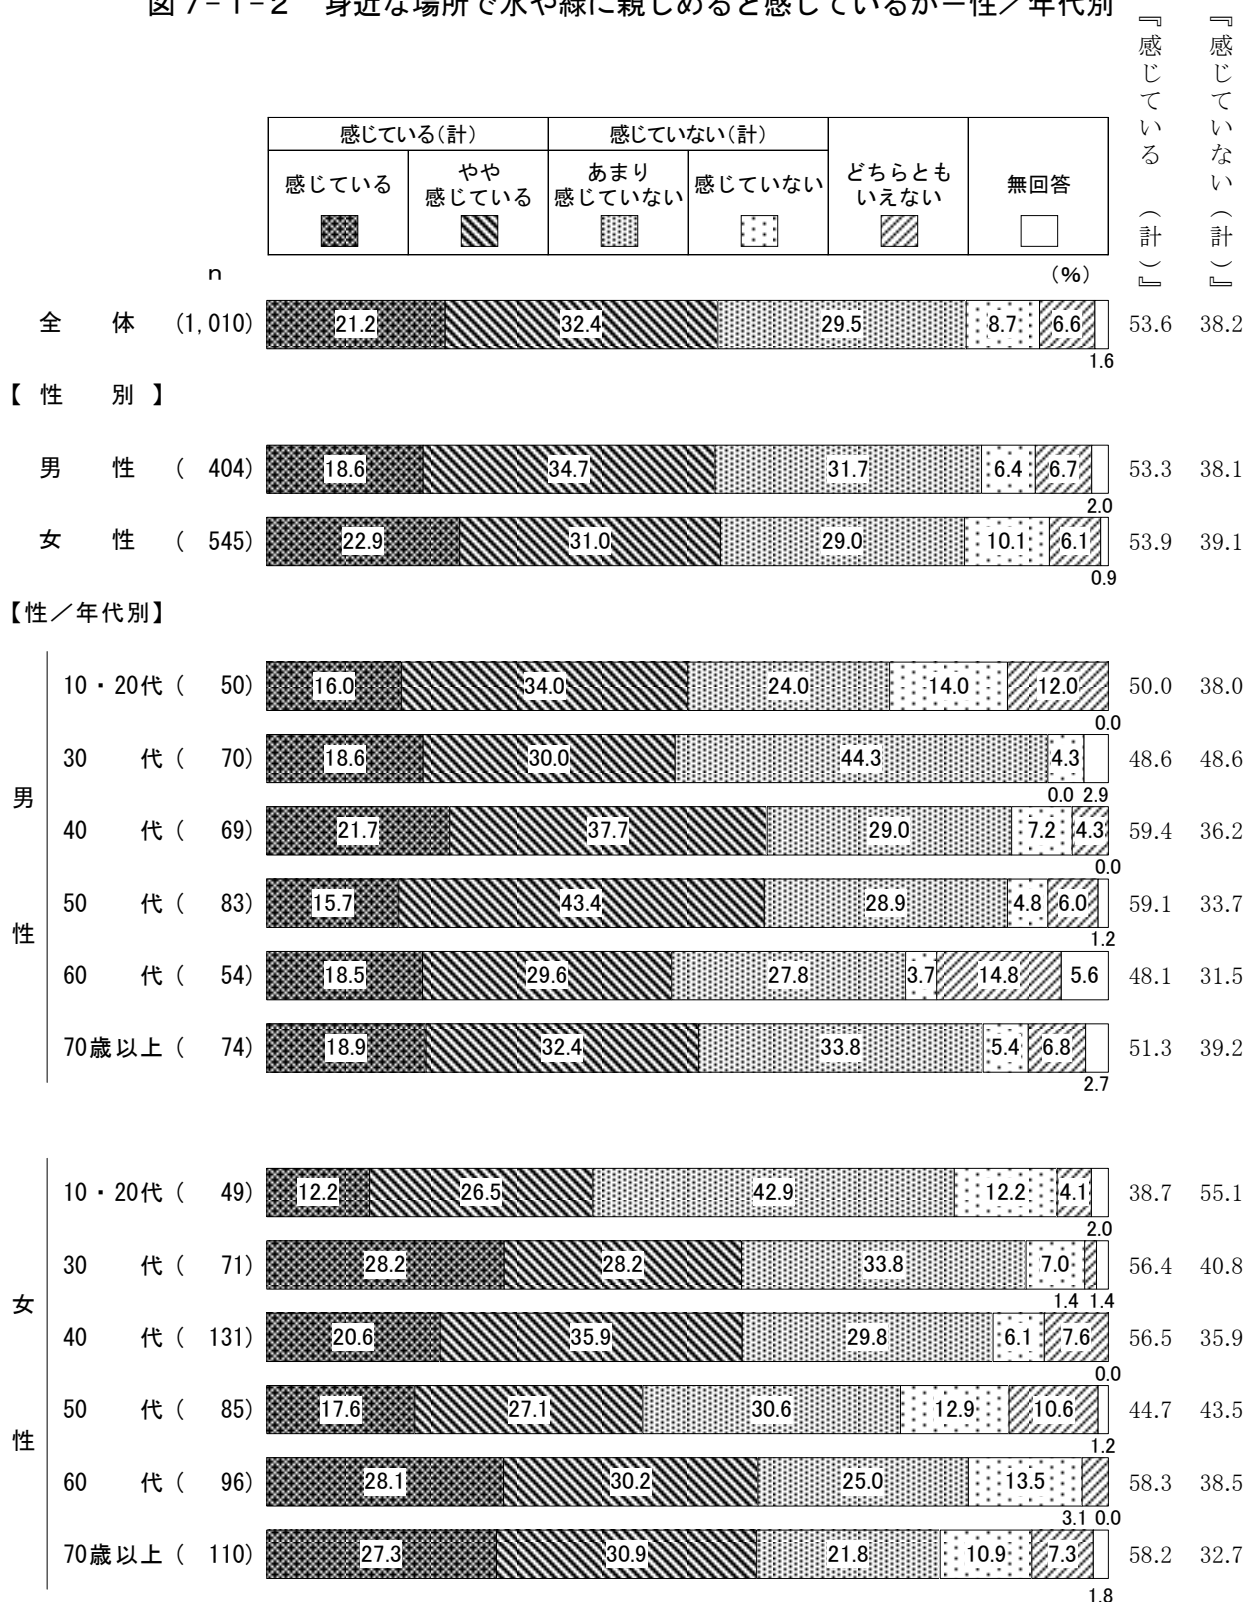 図7-1-2 身近な場所で水や緑に親しめると感じているか－性／年代別
『感じている（計）』
『感じていない（計）』
感じている(計) 感じていない(計)
感じている やや感じている あまり感じていない 感じていない どちらともいえない 無回答
n (%)
全体 (1,010) 21.2 32.4 29.5 8.7 6.6 53.6 38.2
1.6
【性別】
男性 (404) 18.6 34.7 31.7 6.4 6.7 53.3 38.1
2.0
女性 (545) 22.9 31.0 29.0 10.1 6.1 53.9 39.1
0.9
【性／年代別】
男性
10・20代 (50) 16.0 34.0 24.0 14.0 12.0 50.0 38.0
0.0
30代 (70) 18.6 30.0 44.3 4.3 48.6 48.6
0.0 2.9
40代 (69) 21.7 37.7 29.0 7.2 4.3 59.4 36.2
0.0
50代 (83) 15.7 43.4 28.9 4.8 6.0 59.1 33.7
1.2
60代 (54) 18.5 29.6 27.8 3.7 14.8 5.6 48.1 31.5
70歳以上 (74) 18.9 32.4 33.8 5.4 6.8 51.3 39.2
2.7
女性
10・20代 (49) 12.2 26.5 42.9 12.2 4.1 38.7 55.1
2.0
30代 (71) 28.2 28.2 33.8 7.0 56.4 40.8
1.4 1.4
40代 (131) 20.6 35.9 29.8 6.1 7.6 56.5 35.9
0.0
50代 (85) 17.6 27.1 30.6 12.9 10.6 44.7 43.5
1.2
60代 (96) 28.1 30.2 25.0 13.5 58.3 38.5
3.1 0.0
70歳以上 (110) 27.3 30.9 21.8 10.9 7.3 58.2 32.7
1.8